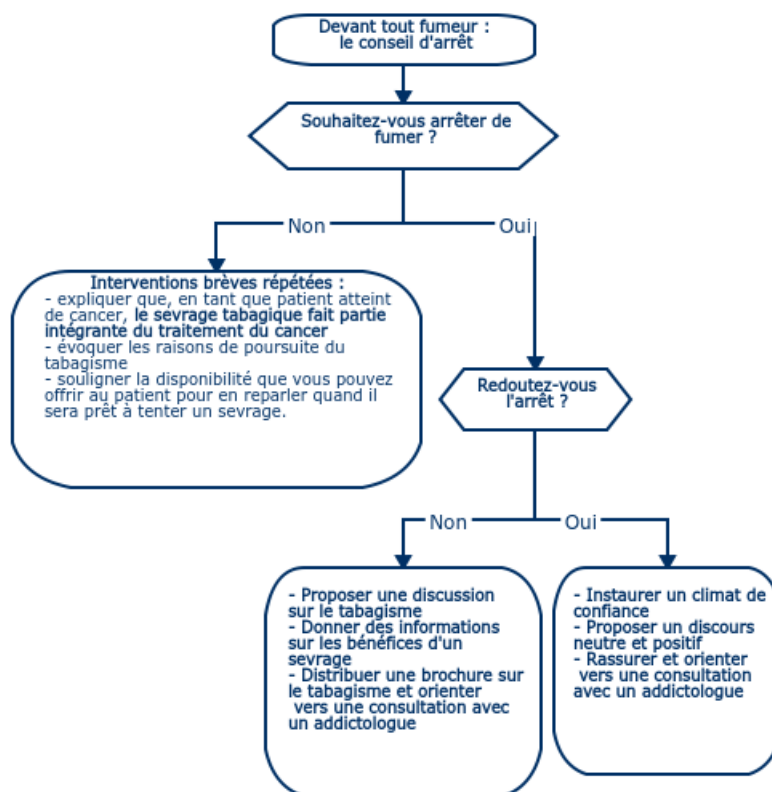 Devant tout fumeur :
le conseil d'arrêt
Souhaitez-vous arrêter de
fumer ?
Non
Oui
Interventions brèves répétées :
- expliquer que, en tant que patient atteint
de cancer, le sevrage tabagique fait partie
intégrante du traitement du cancer
- évoquer les raisons de poursuite du
tabagisme
- souligner la disponibilité que vous pouvez
offrir au patient pour en reparler quand il
sera prêt à tenter un sevrage.
Redoutez-vous
l'arrêt ?
Non
Oui
- Proposer une discussion
sur le tabagisme
- Donner des informations
sur les bénéfices d'un
sevrage
- Distribuer une brochure sur
le tabagisme et orienter
vers une consultation avec
un addictologue
- Instaurer un climat de
confiance
- Proposer un discours
neutre et positif
- Rassurer et orienter
vers une consultation
avec un addictologue